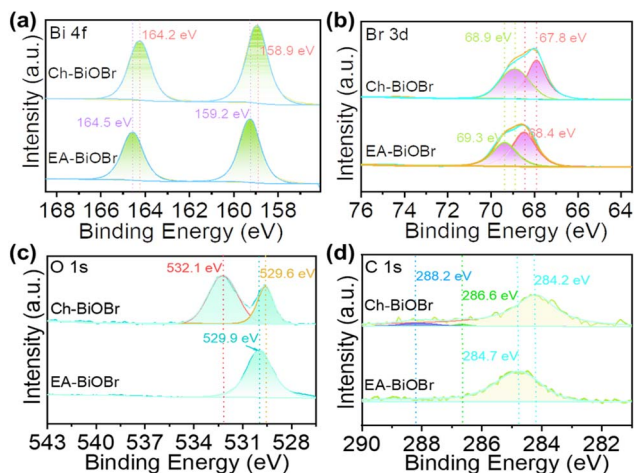 (a)
Bi 4f
164.2 eV
158.9 eV
Ch-BiOBr
159.2 eV
164.5 eV
EA-BiOBr
Intensity (a.u.)
168 166 164 162 160 158
Binding Energy (eV)
(b)
Br 3d
68.9 eV
67.8 eV
Ch-BiOBr
69.3 eV
68.4 eV
EA-BiOBr
Intensity (a.u.)
76 74 72 70 68 66 64
Binding Energy (eV)
(c)
O 1s
532.1 eV
529.6 eV
Ch-BiOBr
529.9 eV
EA-BiOBr
Intensity (a.u.)
543 540 537 534 531 528
Binding Energy (eV)
(d)
C 1s
288.2 eV
286.6 eV
284.2 eV
Ch-BiOBr
284.7 eV
EA-BiOBr
Intensity (a.u.)
290 288 286 284 282
Binding Energy (eV)